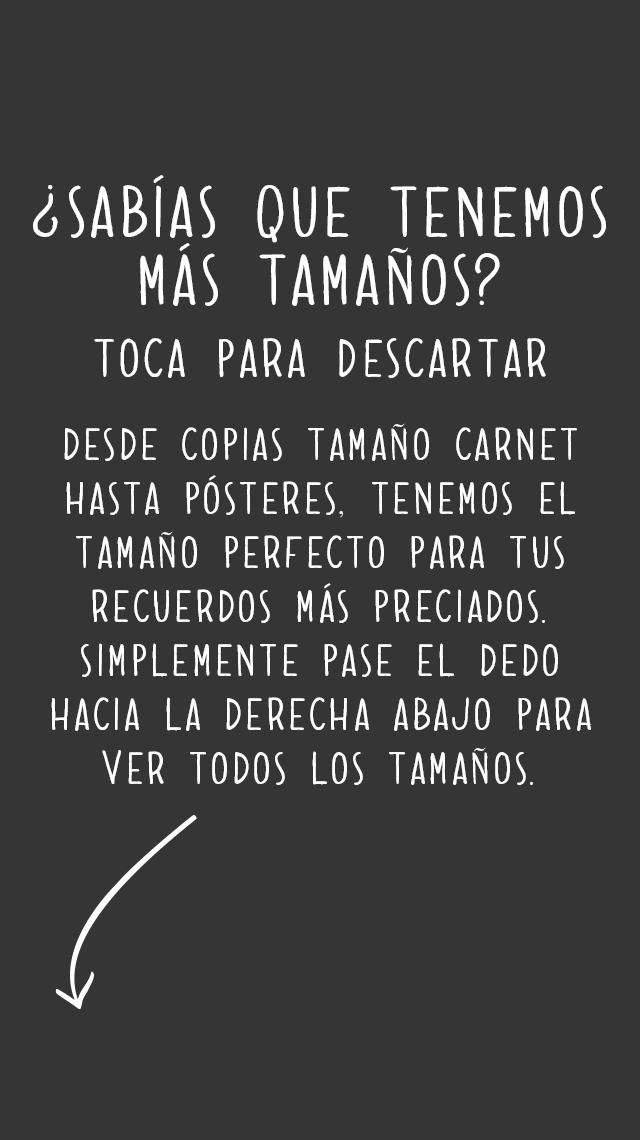 ¿SABÍAS QUE TENEMOS
MÁS TAMAÑOS?
TOCA PARA DESCARTAR
DESDE COPIAS TAMAÑO CARNET
HASTA PÓSTERES, TENEMOS EL
TAMAÑO PERFECTO PARA TUS
RECUERDOS MÁS PRECIADOS.
SIMPLEMENTE PASE EL DEDO
HACIA LA DERECHA ABAJO PARA
VER TODOS LOS TAMAÑOS.